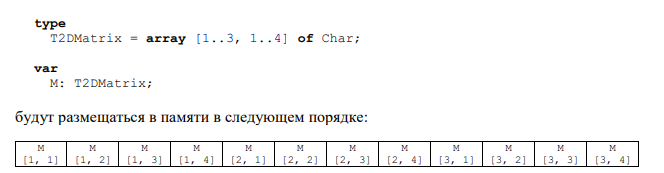 type
T2DMatrix = array [1..3, 1..4] of Char;
var
M: T2DMatrix;
будут размещаться в памяти в следующем порядке:
M M M M M M M M M M M M
[1, 1] [1, 2] [1, 3] [1, 4] [2, 1] [2, 2] [2, 3] [2, 4] [3, 1] [3, 2] [3, 3] [3, 4]